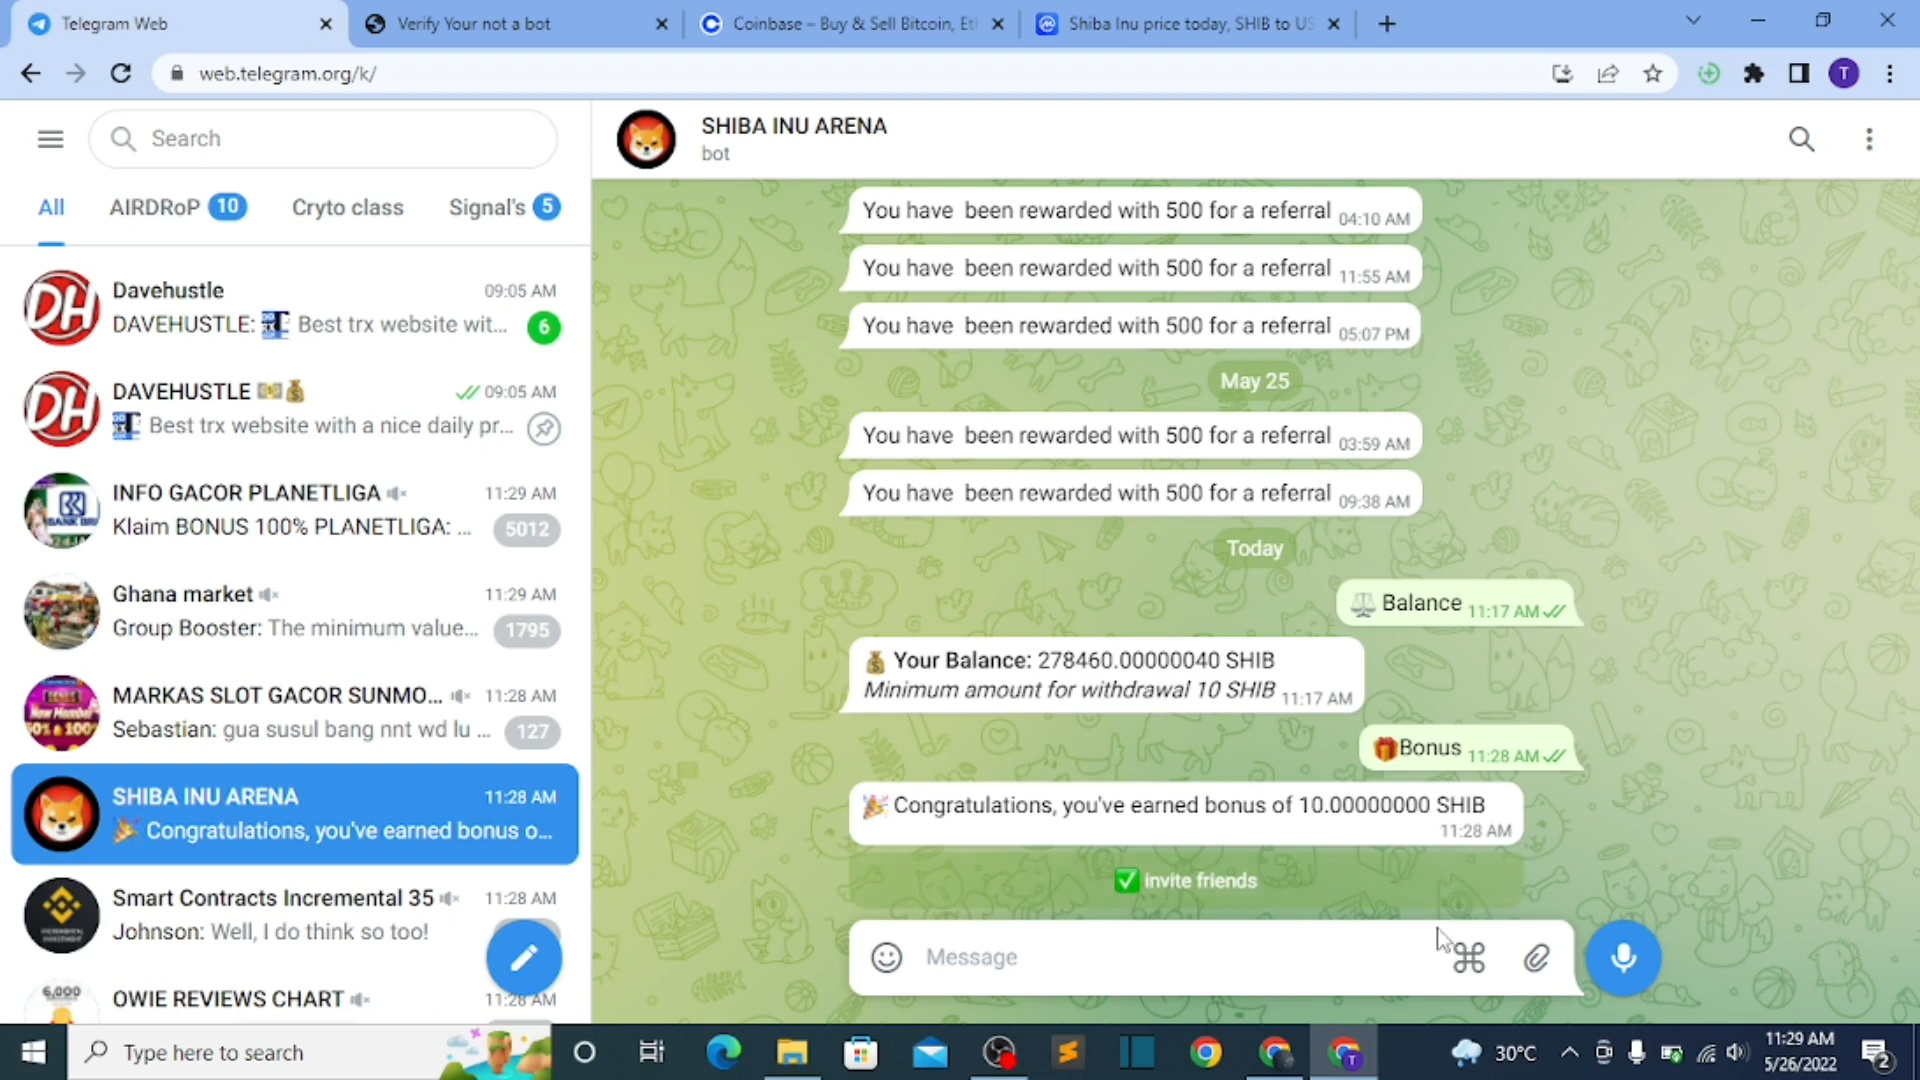 Telegram Web
Verify Your not a bot
Coinbase – Buy & Sell Bitcoin, Et
Shiba Inu price today, SHIB to US
web.telegram.org/k/
T
Search
SHIBA INU ARENA
bot
All
AIRDRoP 10
Cryto class
Signal's 5
Davehustle 09:05 AM
DAVEHUSTLE: Best trx website wit... 6
DAVEHUSTLE 09:05 AM
Best trx website with a nice daily pr...
INFO GACOR PLANETLIGA 11:29 AM
Klaim BONUS 100% PLANETLIGA: ... 5012
Ghana market 11:29 AM
Group Booster: The minimum value... 1795
MARKAS SLOT GACOR SUNMO... 11:28 AM
Sebastian: gua susul bang nnt wd lu ... 127
SHIBA INU ARENA 11:28 AM
Congratulations, you've earned bonus o...
Smart Contracts Incremental 35 11:28 AM
Johnson: Well, I do think so too!
6,000
OWIE REVIEWS CHART 11:28 AM
You have been rewarded with 500 for a referral 04:10 AM
You have been rewarded with 500 for a referral 11:55 AM
You have been rewarded with 500 for a referral 05:07 PM
May 25
You have been rewarded with 500 for a referral 03:59 AM
You have been rewarded with 500 for a referral 09:38 AM
Today
Balance 11:17 AM
Your Balance: 278460.00000040 SHIB
Minimum amount for withdrawal 10 SHIB 11:17 AM
Bonus 11:28 AM
Congratulations, you've earned bonus of 10.00000000 SHIB
11:28 AM
invite friends
Message
Type here to search
30°C
11:29 AM
5/26/2022
2